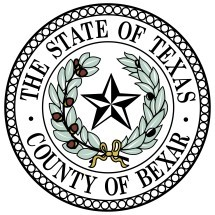 THE STATE OF TEXAS
COUNTY OF BEXAR